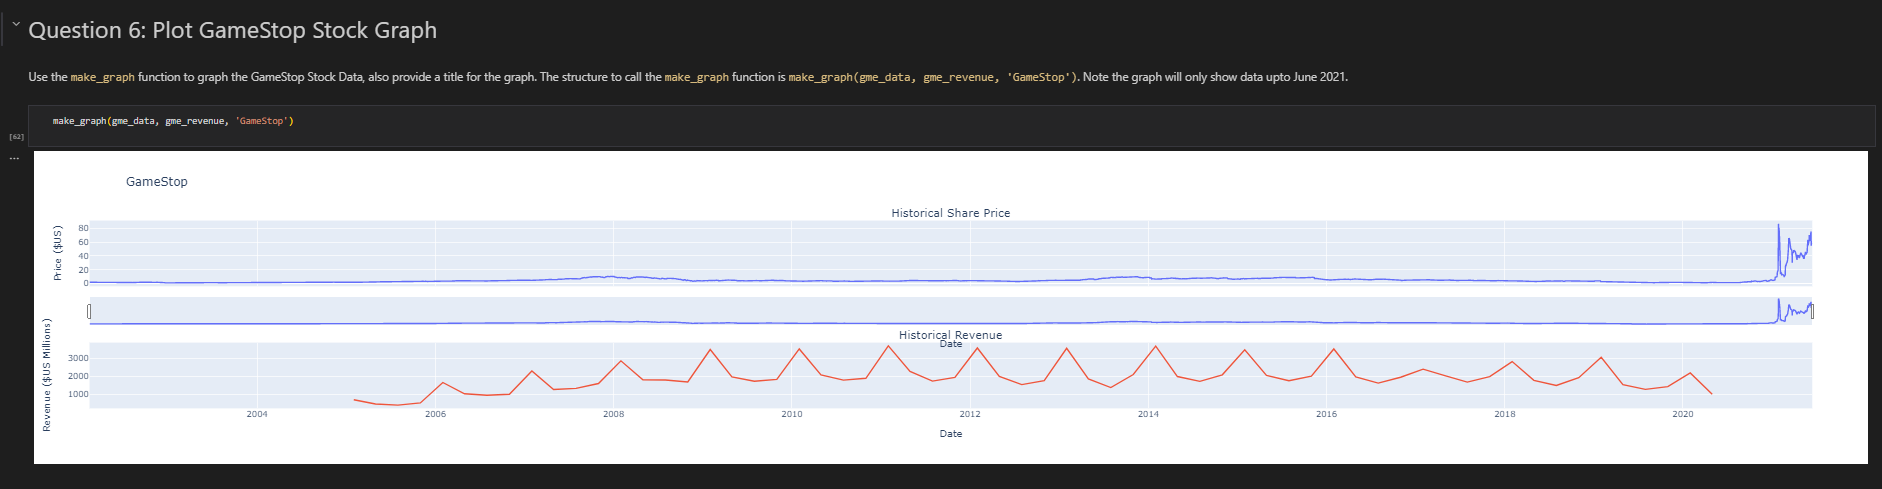 Question 6: Plot GameStop Stock Graph
Use the make_graph function to graph the GameStop Stock Data, also provide a title for the graph. The structure to call the make_graph function is make_graph(gme_data, gme_revenue, 'GameStop'). Note the graph will only show data upto June 2021.
make_graph(gme_data, gme_revenue, 'GameStop')
[62]
...
GameStop
Historical Share Price
Price ($US)
80
60
40
20
0
Historical Revenue
Date
Revenue ($US Millions)
3000
2000
1000
2004 2006 2008 2010 2012 2014 2016 2018 2020
Date